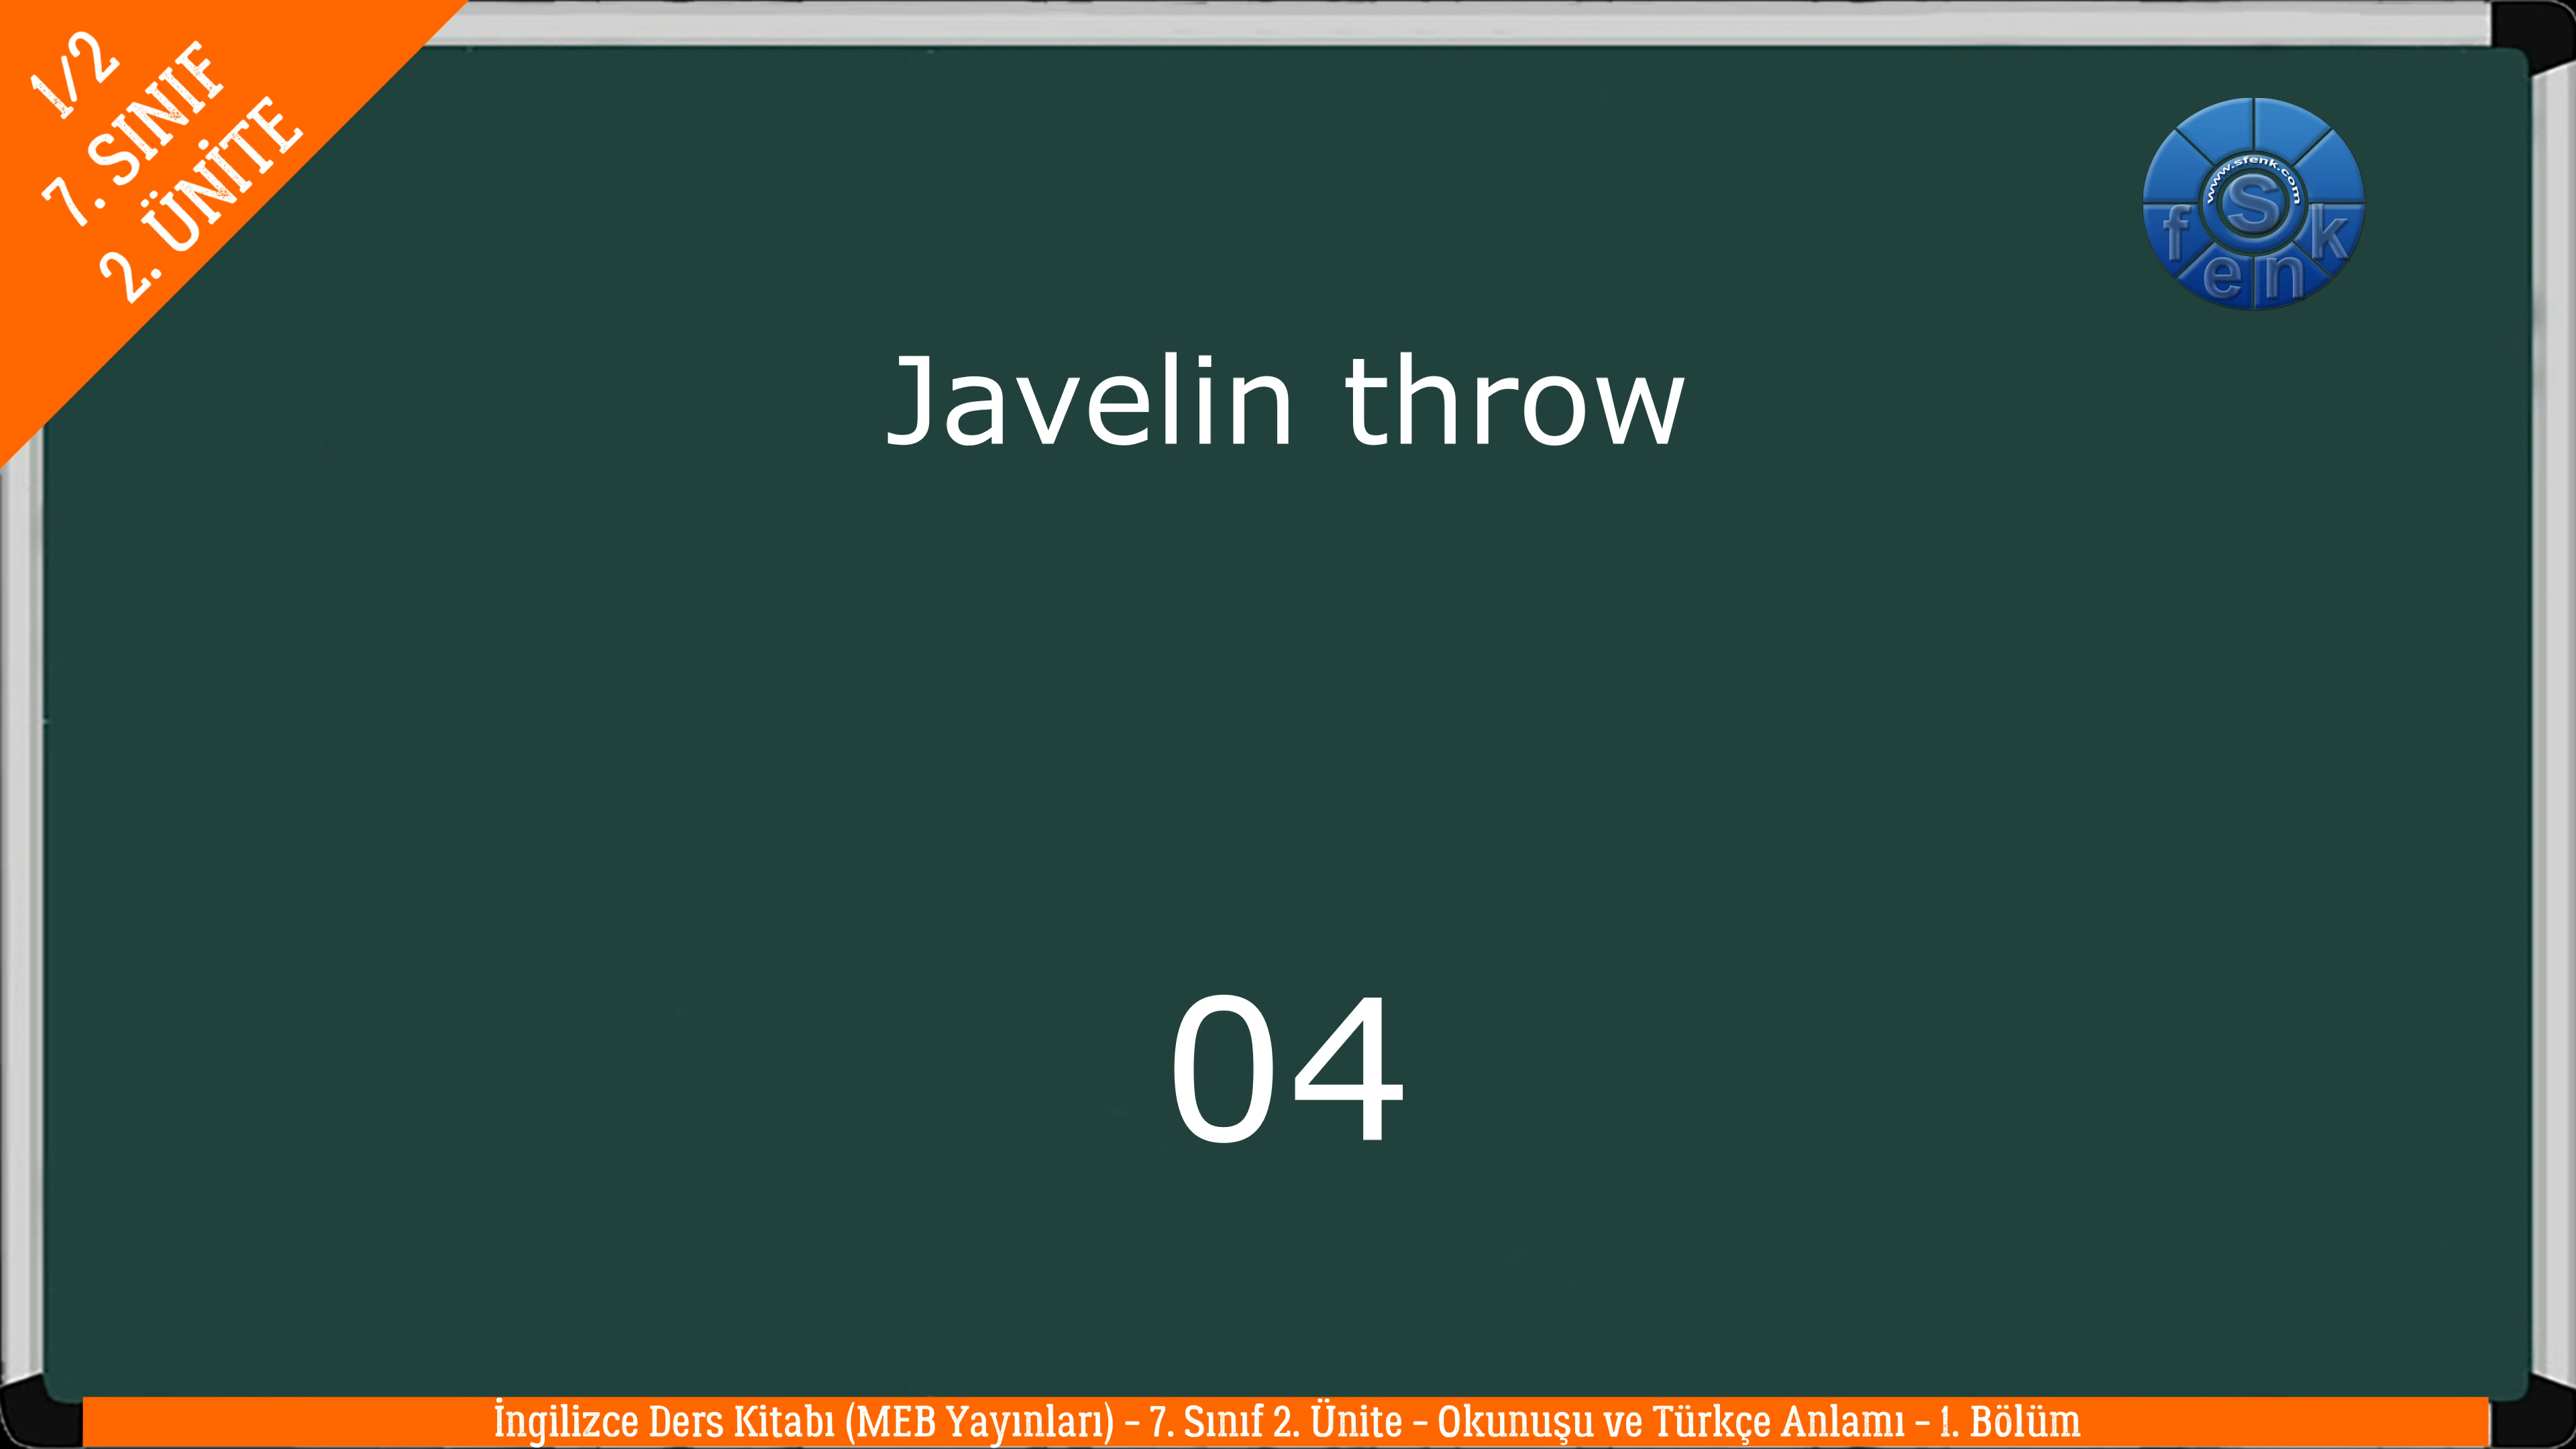 1/2
7. SINIF
2. ÜNİTE
www.sfenk.com
S
f e n k
Javelin throw
04
İngilizce Ders Kitabı (MEB Yayınları) – 7. Sınıf 2. Ünite – Okunuşu ve Türkçe Anlamı – 1. Bölüm